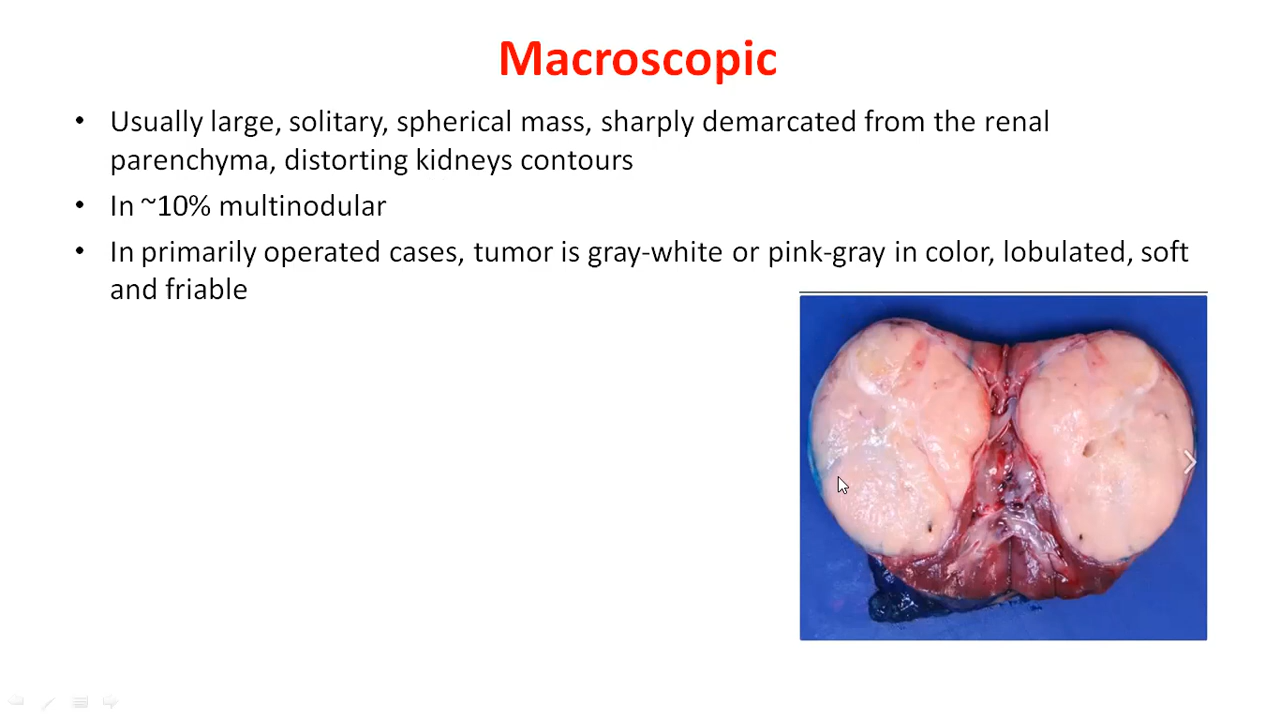 Macroscopic
• Usually large, solitary, spherical mass, sharply demarcated from the renal
parenchyma, distorting kidneys contours
• In ~10% multinodular
• In primarily operated cases, tumor is gray-white or pink-gray in color, lobulated, soft
and friable